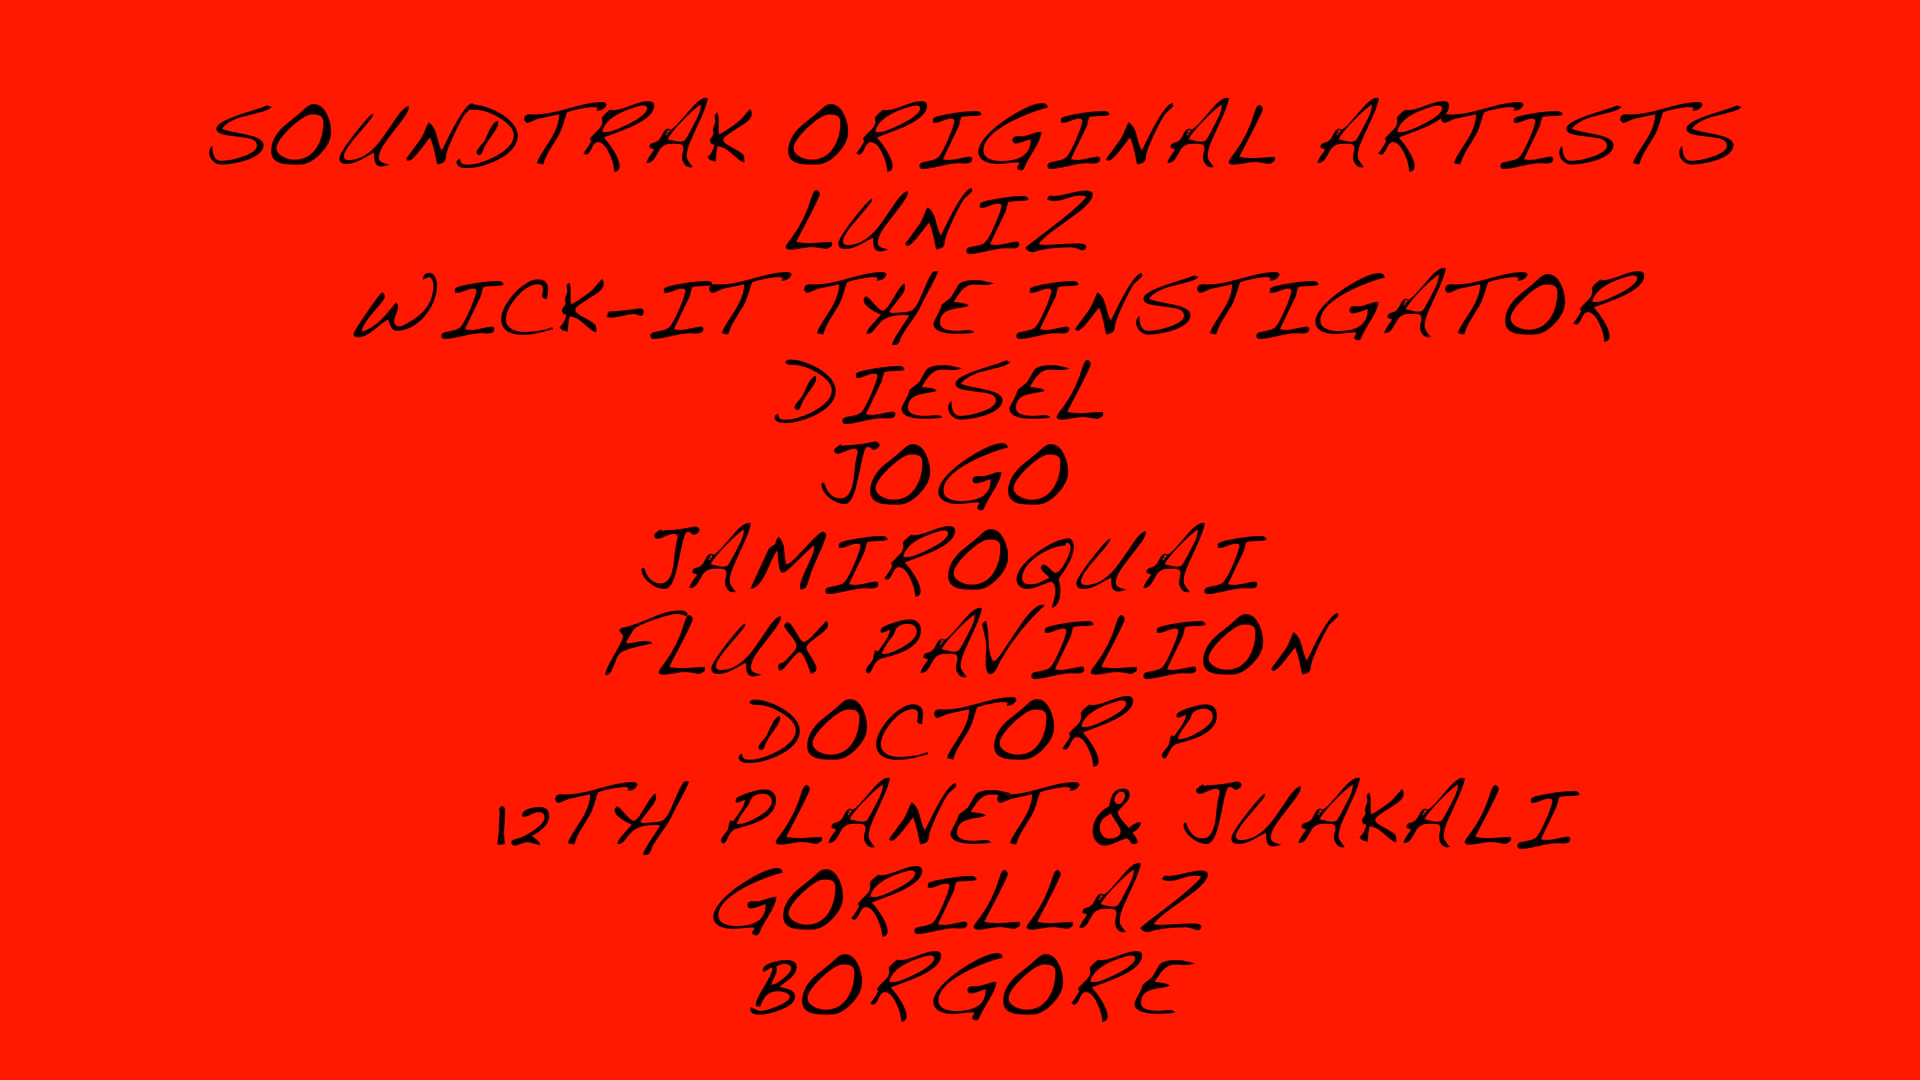 SOUNDTRAK ORIGINAL ARTISTS
LUNIZ
WICK-IT THE INSTIGATOR
DIESEL
JOGO
JAMIROQUAI
FLUX PAVILION
DOCTOR P
12TH PLANET & JUAKALI
GORILLAZ
BORGORE